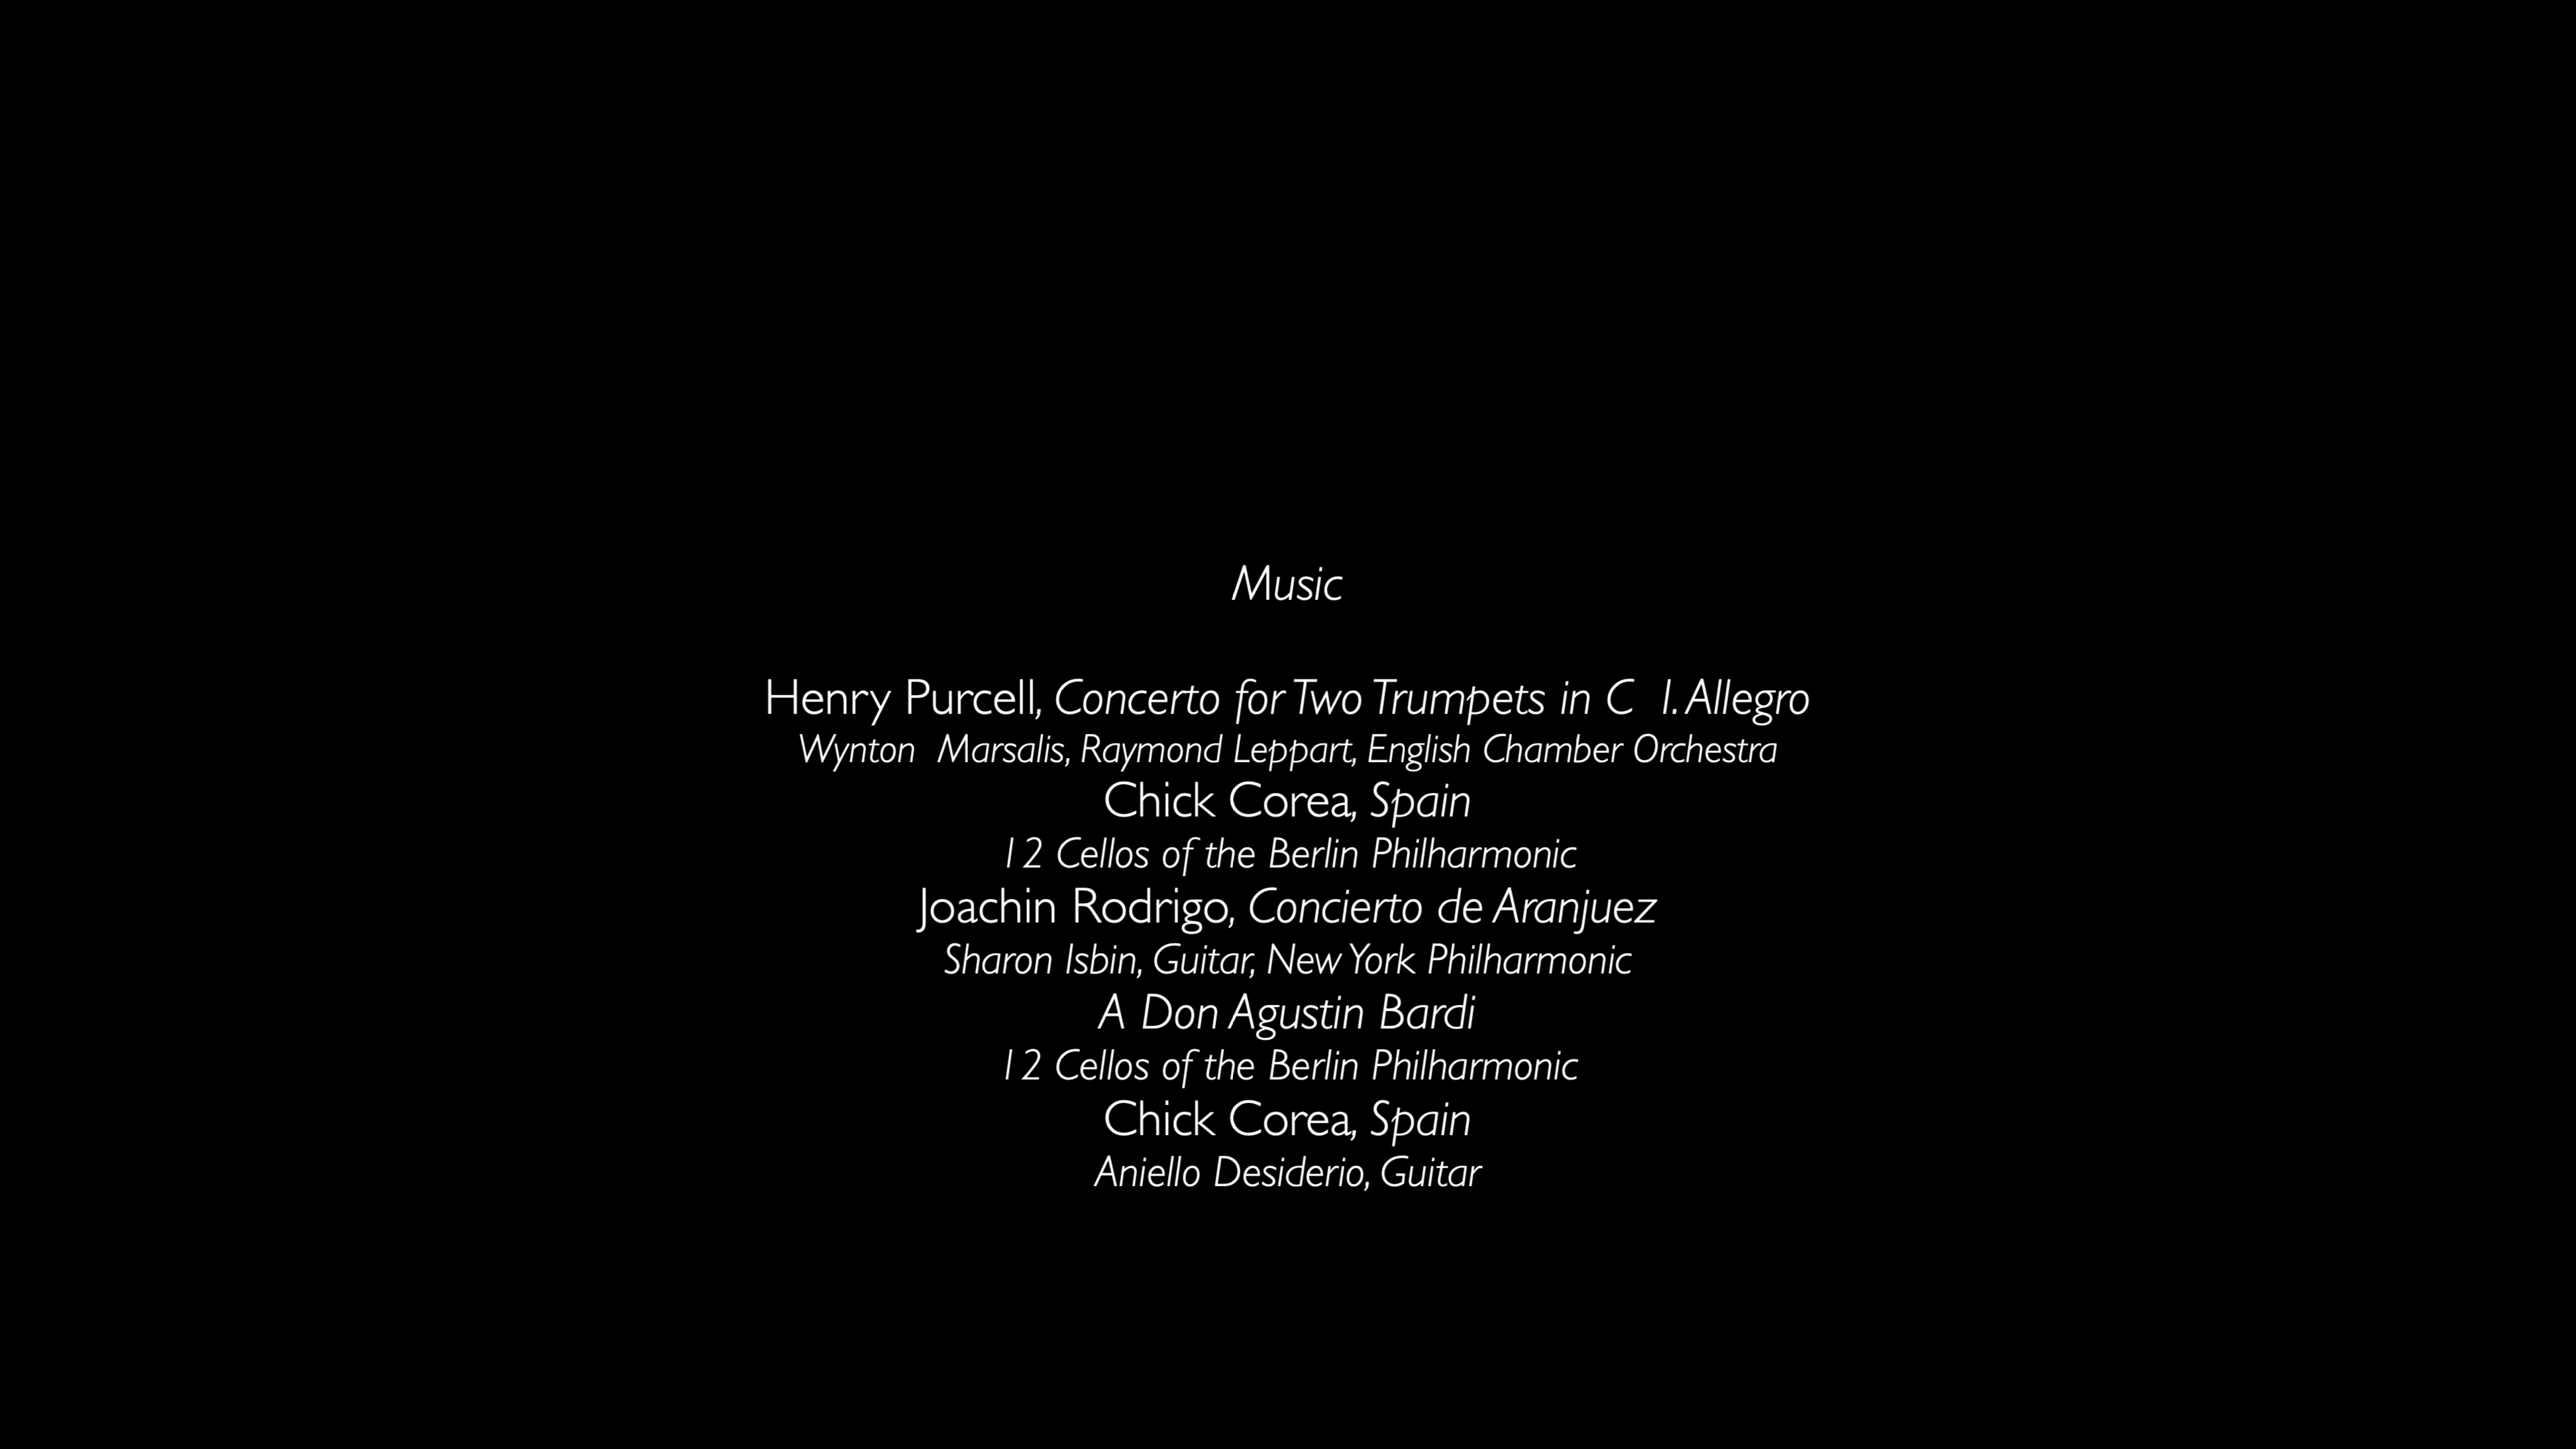 Music
Henry Purcell, Concerto for Two Trumpets in C  I. Allegro
Wynton  Marsalis, Raymond Leppart, English Chamber Orchestra
Chick Corea, Spain
12 Cellos of the Berlin Philharmonic
Joachin Rodrigo, Concierto de Aranjuez
Sharon Isbin, Guitar, New York Philharmonic
A Don Agustin Bardi
12 Cellos of the Berlin Philharmonic
Chick Corea, Spain
Aniello Desiderio, Guitar